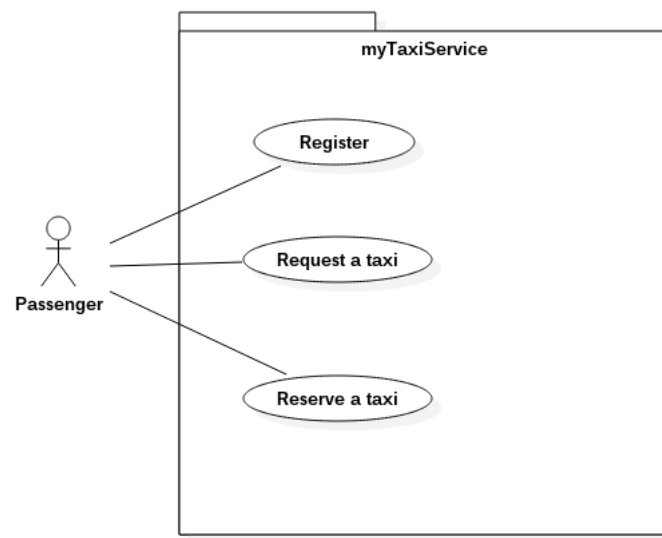 myTaxiService
Register
Request a taxi
Passenger
Reserve a taxi